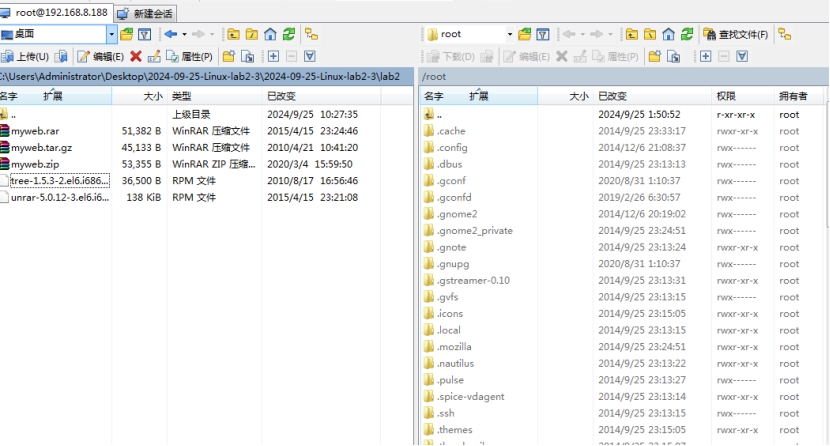 root@192.168.8.188 新建会话
桌面
上传(U) 编辑(E) 属性(P)
C:\Users\Administrator\Desktop\2024-09-25-Linux-lab2-3\2024-09-25-Linux-lab2-3\lab2
名字 扩展 大小 类型 已改变
.. 上级目录 2024/9/25 10:27:35
myweb.rar 51,382 B WinRAR 压缩文件 2015/4/15 23:24:46
myweb.tar.gz 45,133 B WinRAR 压缩文件 2010/4/21 10:41:20
myweb.zip 53,355 B WinRAR ZIP 压缩... 2020/3/4 15:59:50
tree-1.5.3-2.el6.i686... 36,500 B RPM 文件 2010/8/17 16:56:46
unrar-5.0.12-3.el6.i6... 138 KiB RPM 文件 2015/4/15 23:21:08
root 查找文件(F)
下载(D) 编辑(E) 属性(P)
/root
名字 扩展 大小 已改变 权限 拥有者
.. 2024/9/25 1:50:52 r-xr-xr-x root
.cache 2014/9/25 23:33:17 rwxr-xr-x root
.config 2014/12/6 21:08:37 rwx------ root
.dbus 2014/9/25 23:13:13 rwx------ root
.gconf 2020/8/31 1:10:37 rwx------ root
.gconfd 2019/2/26 6:30:57 rwx------ root
.gnome2 2014/12/6 20:19:02 rwx------ root
.gnome2_private 2014/9/25 23:24:51 rwx------ root
.gnote 2014/9/25 23:13:24 rwxr-xr-x root
.gnupg 2020/8/31 1:10:37 rwx------ root
.gstreamer-0.10 2014/9/25 23:13:31 rwxr-xr-x root
.gvfs 2014/9/25 23:13:15 rwx------ root
.icons 2014/9/25 23:15:05 rwxr-xr-x root
.local 2014/9/25 23:13:15 rwxr-xr-x root
.mozilla 2014/9/25 23:24:51 rwxr-xr-x root
.nautilus 2014/9/25 23:13:22 rwxr-xr-x root
.pulse 2014/9/25 23:13:27 rwx------ root
.spice-vdagent 2014/9/25 23:13:14 rwxr-xr-x root
.ssh 2014/9/25 23:13:15 rwx------ root
.themes 2014/9/25 23:15:05 rwxr-xr-x root